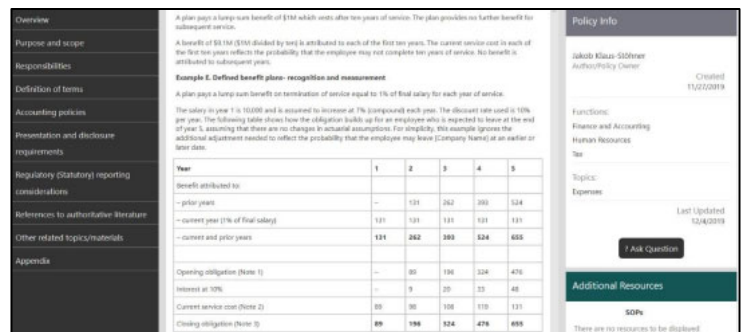 Overview
Purpose and scope
Responsibilities
Definition of terms
Accounting policies
Presentation and disclosure
requirements
Regulatory (Statutory) reporting
considerations
References to authoritative literature
Other related topics/materials
Appendix
A plan pays a lump-sum benefit of $1M which vests after ten years of service. The plan provides no further benefit for
subsequent service.
A benefit of $0.1M ($1M divided by ten) is attributed to each of the first ten years. The current service cost in each of
the first ten years reflects the probability that the employee may not complete ten years of service. No benefit is
attributed to subsequent years.
Example E. Defined benefit plans- recognition and measurement
A plan pays a lump sum benefit on termination of service equal to 1% of final salary for each year of service.
The salary in year 1 is 10,000 and is assumed to increase at 7% (compound) each year. The discount rate used is 10%
per year. The following table shows how the obligation builds up for an employee who is expected to leave at the end
of year 5, assuming that there are no changes in actuarial assumptions. For simplicity, this example ignores the
additional adjustment needed to reflect the probability that the employee may leave [Company Name] at an earlier or
later date.
Year 1 2 3 4 5
Benefit attributed to:
– prior years – 131 262 393 524
– current year (1% of final salary) 131 131 131 131 131
– current and prior years 131 262 393 524 655
Opening obligation (Note 1) – 89 196 324 476
Interest at 10% – 9 20 33 48
Current service cost (Note 2) 89 98 108 119 131
Closing obligation (Note 3) 89 196 324 476 655
Policy Info
Jakob Klaus-Stöhner
Author/Policy Owner
Created
11/27/2019
Functions:
Finance and Accounting
Human Resources
Tax
Topics:
Expenses
Last Updated
12/4/2019
? Ask Question
Additional Resources
SOPs
There are no resources to be displayed